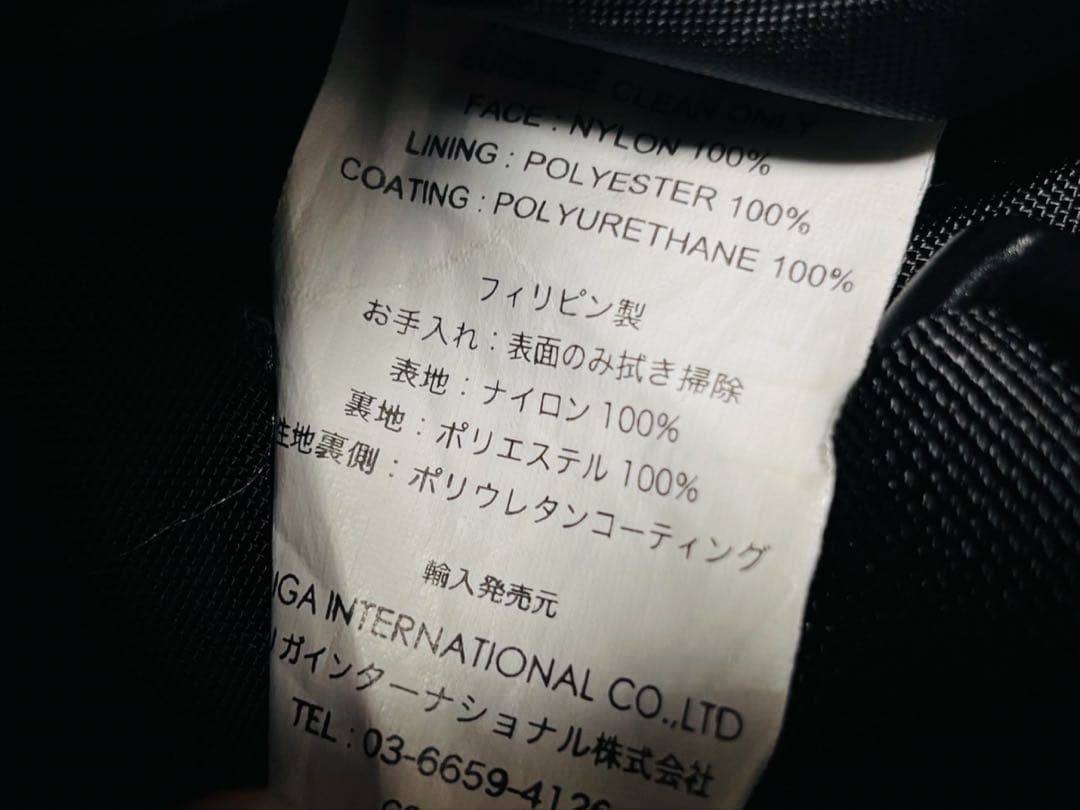 CLEAN ONLY
FACE : NYLON 100%
LINING : POLYESTER 100%
COATING : POLYURETHANE 100%
フィリピン製
お手入れ : 表面のみ拭き掃除
表地 : ナイロン 100%
裏地 : ポリエステル 100%
生地裏側 : ポリウレタンコーティング
輸入発売元
IGA INTERNATIONAL CO.,LTD
ガインターナショナル株式会社
TEL : 03-6659-4126